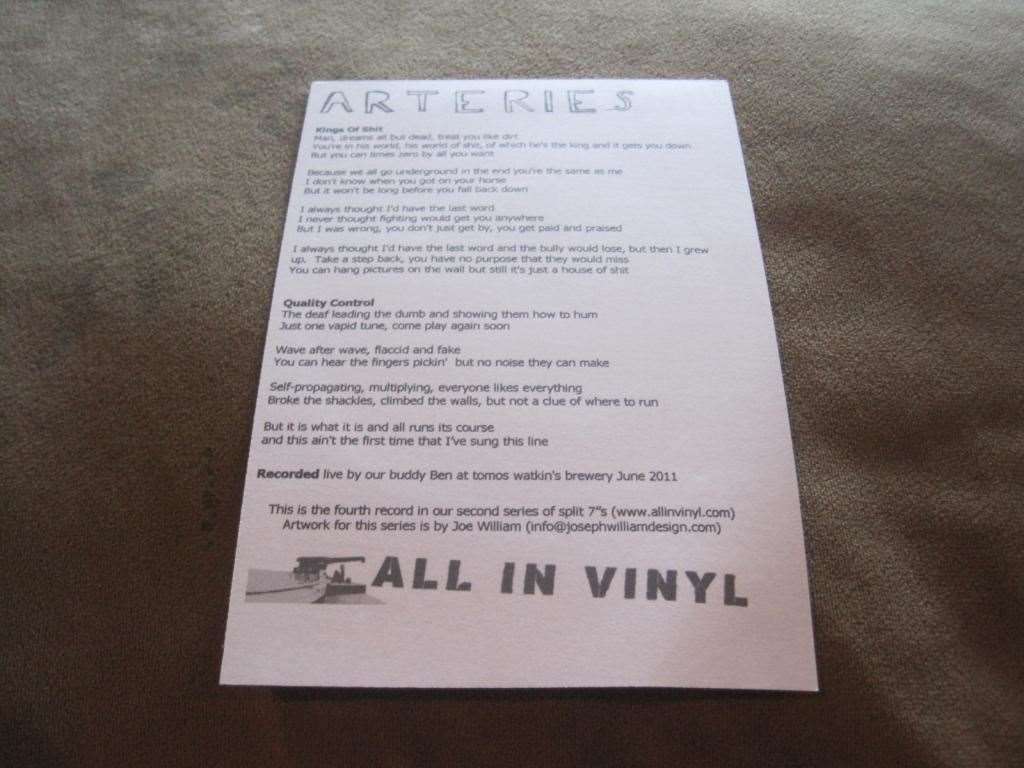 ARTERIES
Kings Of Shit
Man, dreams all but dead, treat you like dirt
You're in his world, his world of shit, of which he's the king and it gets you down
But you can times zero by all you want
Because we all go underground in the end you're the same as me
I don't know when you got on your horse
But it won't be long before you fall back down
I always thought I'd have the last word
I never thought fighting would get you anywhere
But I was wrong, you don't just get by, you get paid and praised
I always thought I'd have the last word and the bully would lose, but then I grew
up. Take a step back, you have no purpose that they would miss
You can hang pictures on the wall but still it's just a house of shit
Quality Control
The deaf leading the dumb and showing them how to hum
Just one vapid tune, come play again soon
Wave after wave, flaccid and fake
You can hear the fingers pickin' but no noise they can make
Self-propagating, multiplying, everyone likes everything
Broke the shackles, climbed the walls, but not a clue of where to run
But it is what it is and all runs its course
and this ain't the first time that I've sung this line
Recorded live by our buddy Ben at tomos watkin's brewery June 2011
This is the fourth record in our second series of split 7"s (www.allinvinyl.com)
Artwork for this series is by Joe William (info@josephwilliamdesign.com)
ALL IN VINYL